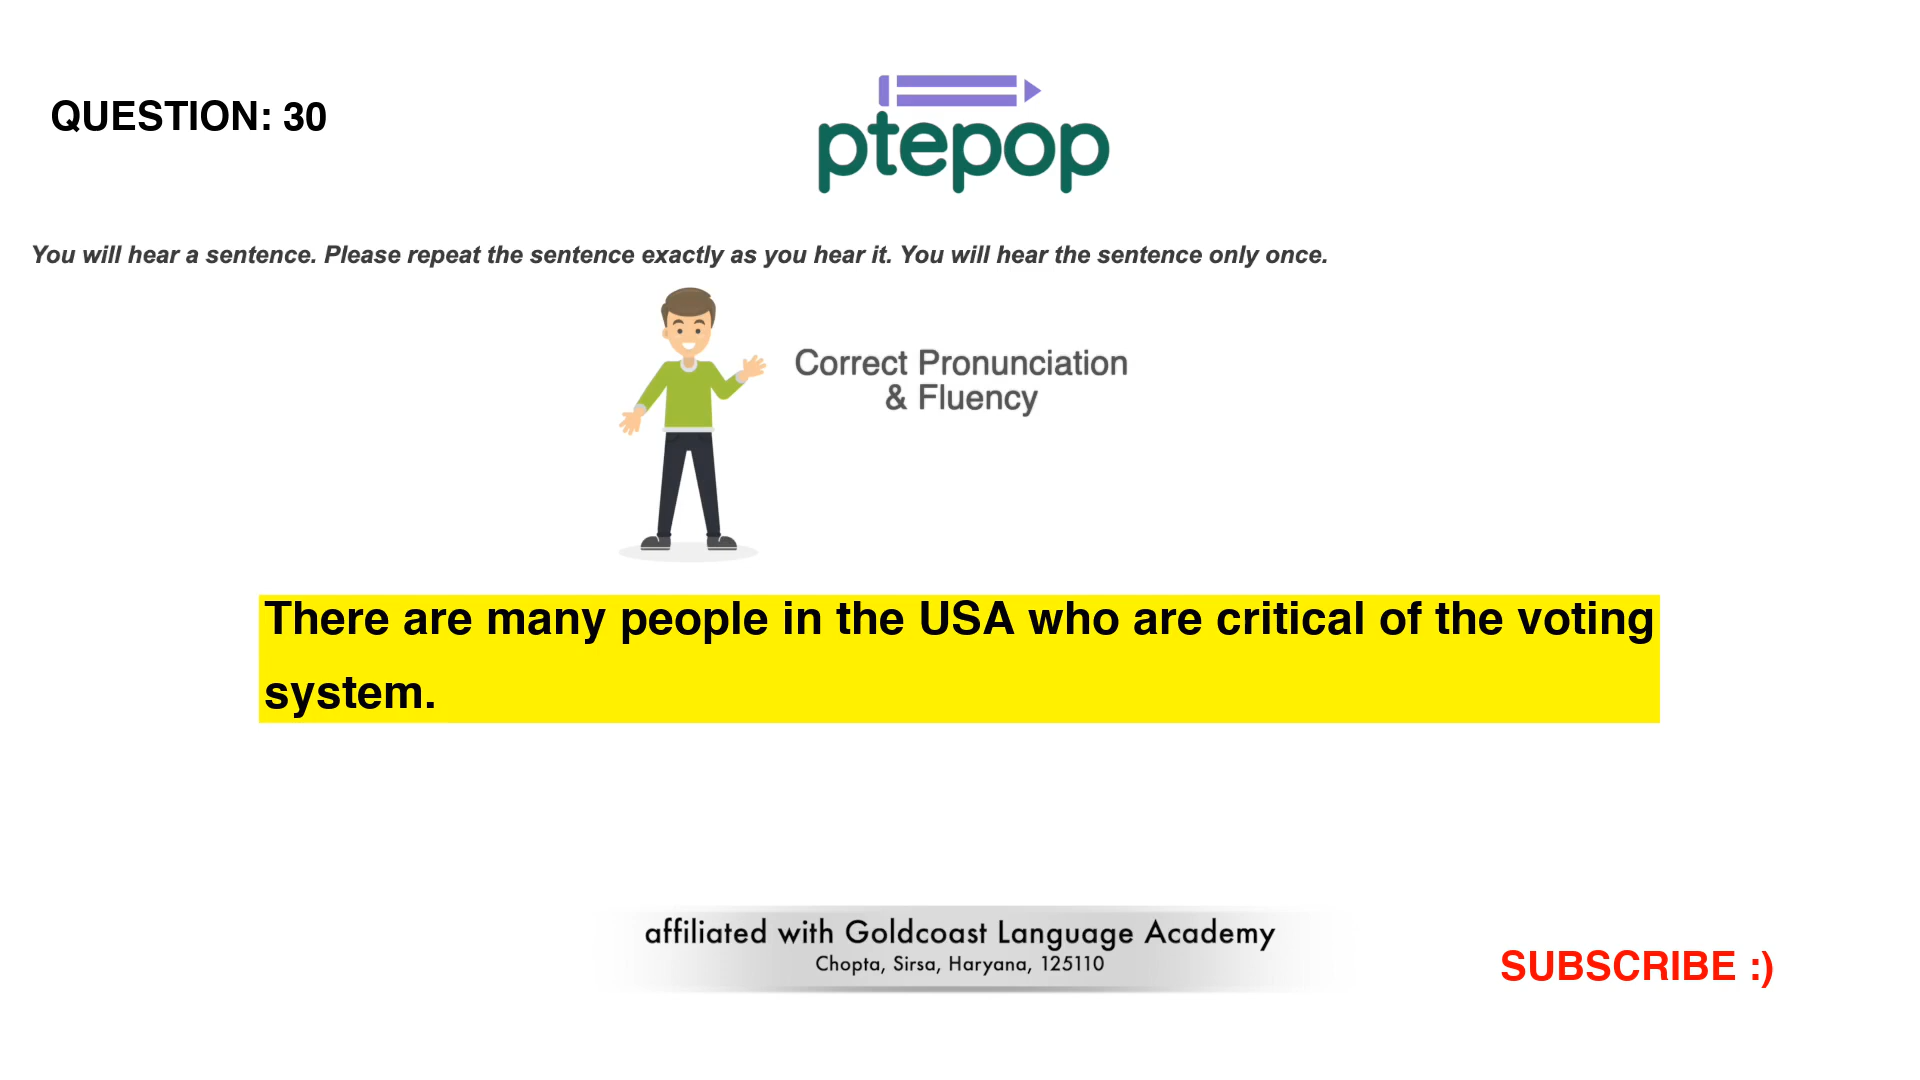 QUESTION: 30
ptepop
You will hear a sentence. Please repeat the sentence exactly as you hear it. You will hear the sentence only once.
Correct Pronunciation
& Fluency
There are many people in the USA who are critical of the voting
system.
affiliated with Goldcoast Language Academy
Chopta, Sirsa, Haryana, 125110
SUBSCRIBE :)